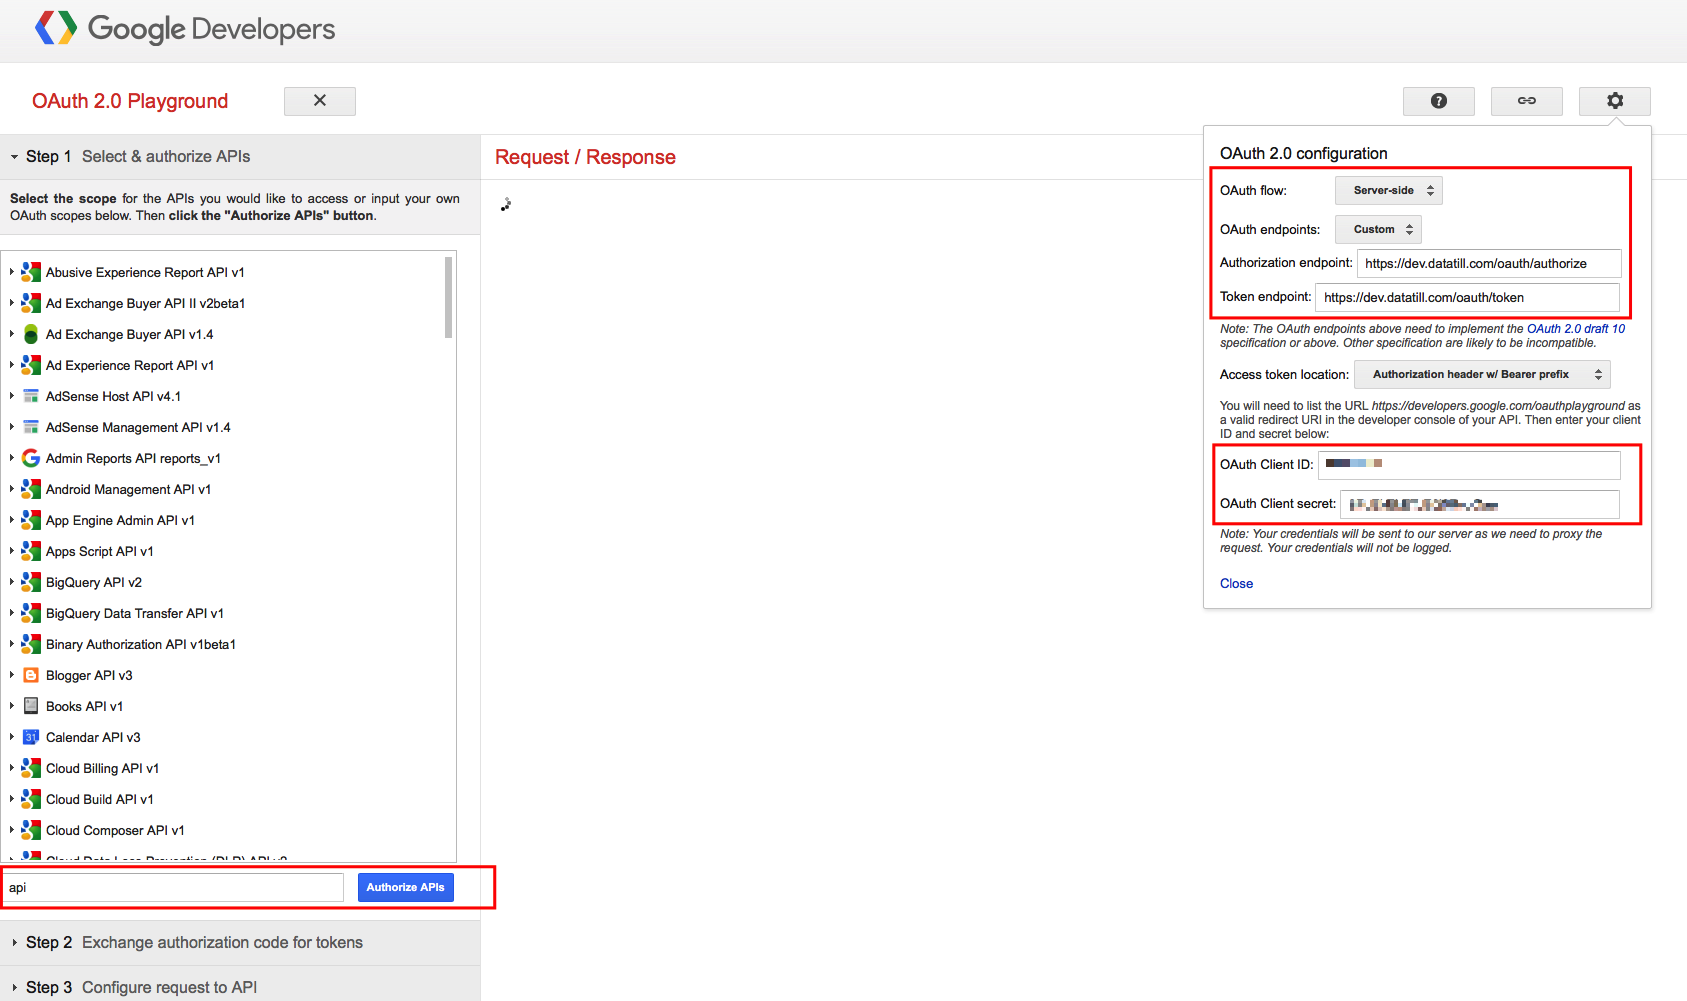 Google Developers
OAuth 2.0 Playground
Step 1 Select & authorize APIs
Select the scope for the APIs you would like to access or input your own
OAuth scopes below. Then click the "Authorize APIs" button.
Abusive Experience Report API v1
Ad Exchange Buyer API II v2beta1
Ad Exchange Buyer API v1.4
Ad Experience Report API v1
AdSense Host API v4.1
AdSense Management API v1.4
Admin Reports API reports_v1
Android Management API v1
App Engine Admin API v1
Apps Script API v1
BigQuery API v2
BigQuery Data Transfer API v1
Binary Authorization API v1beta1
Blogger API v3
Books API v1
31 Calendar API v3
Cloud Billing API v1
Cloud Build API v1
Cloud Composer API v1
Cloud Data Loss Prevention (DLP) API v2
api
Authorize APIs
Step 2 Exchange authorization code for tokens
Step 3 Configure request to API
Request / Response
OAuth 2.0 configuration
OAuth flow: Server-side
OAuth endpoints: Custom
Authorization endpoint: https://dev.datatill.com/oauth/authorize
Token endpoint: https://dev.datatill.com/oauth/token
Note: The OAuth endpoints above need to implement the OAuth 2.0 draft 10
specification or above. Other specification are likely to be incompatible.
Access token location: Authorization header w/ Bearer prefix
You will need to list the URL https://developers.google.com/oauthplayground as
a valid redirect URI in the developer console of your API. Then enter your client
ID and secret below:
OAuth Client ID:
OAuth Client secret:
Note: Your credentials will be sent to our server as we need to proxy the
request. Your credentials will not be logged.
Close